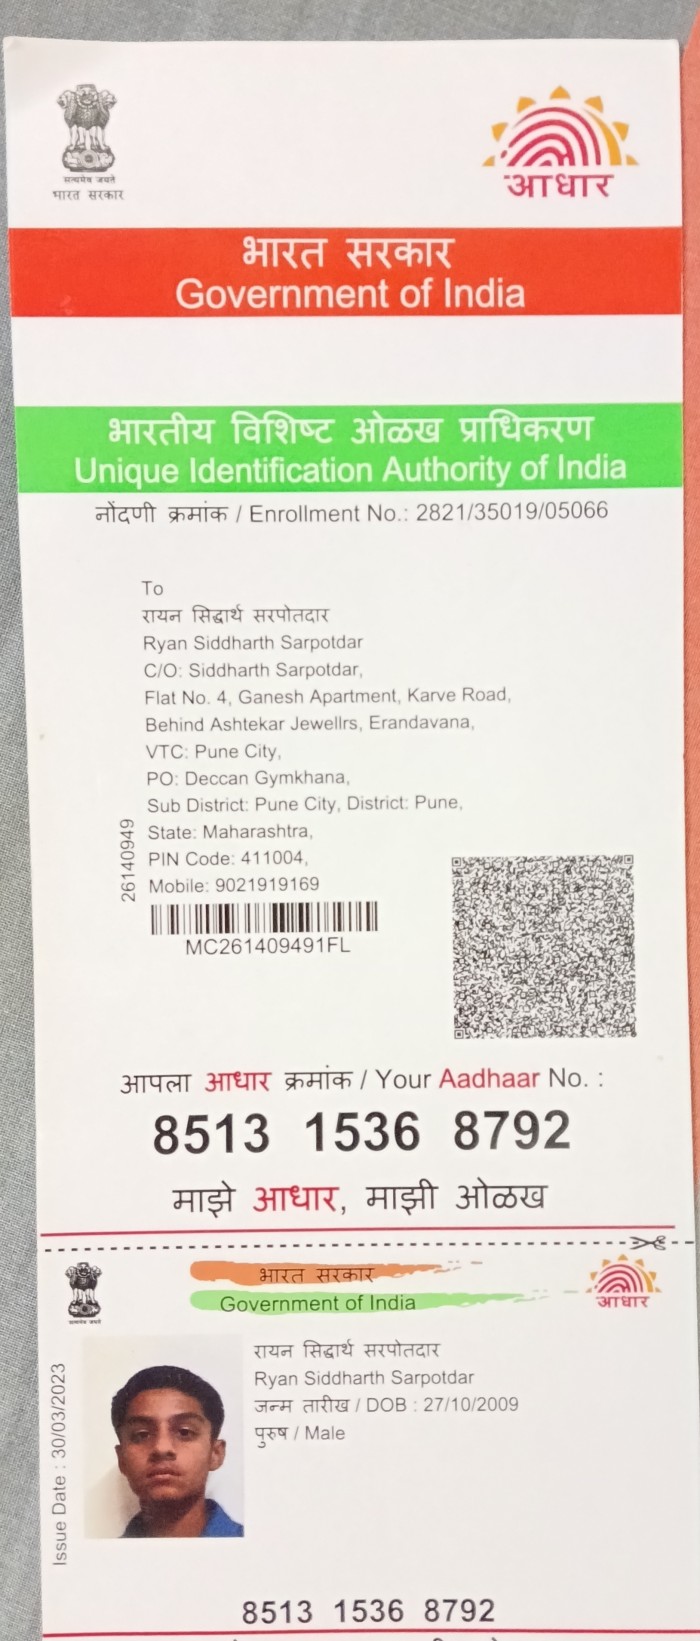 सत्यमेव जयते
भारत सरकार
आधार
भारत सरकार
Government of India
भारतीय विशिष्ट ओळख प्राधिकरण
Unique Identification Authority of India
नोंदणी क्रमांक / Enrollment No.: 2821/35019/05066
To
रायन सिद्धार्थ सरपोतदार
Ryan Siddharth Sarpotdar
C/O: Siddharth Sarpotdar,
Flat No. 4, Ganesh Apartment, Karve Road,
Behind Ashtekar Jewellrs, Erandavana,
VTC: Pune City,
PO: Deccan Gymkhana,
Sub District: Pune City, District: Pune,
State: Maharashtra,
PIN Code: 411004,
Mobile: 9021919169
26140949
MC261409491FL
आपला आधार क्रमांक / Your Aadhaar No. :
8513 1536 8792
माझे आधार, माझी ओळख
भारत सरकार
Government of India
आधार
रायन सिद्धार्थ सरपोतदार
Ryan Siddharth Sarpotdar
जन्म तारीख / DOB : 27/10/2009
पुरुष / Male
Issue Date : 30/03/2023
8513 1536 8792